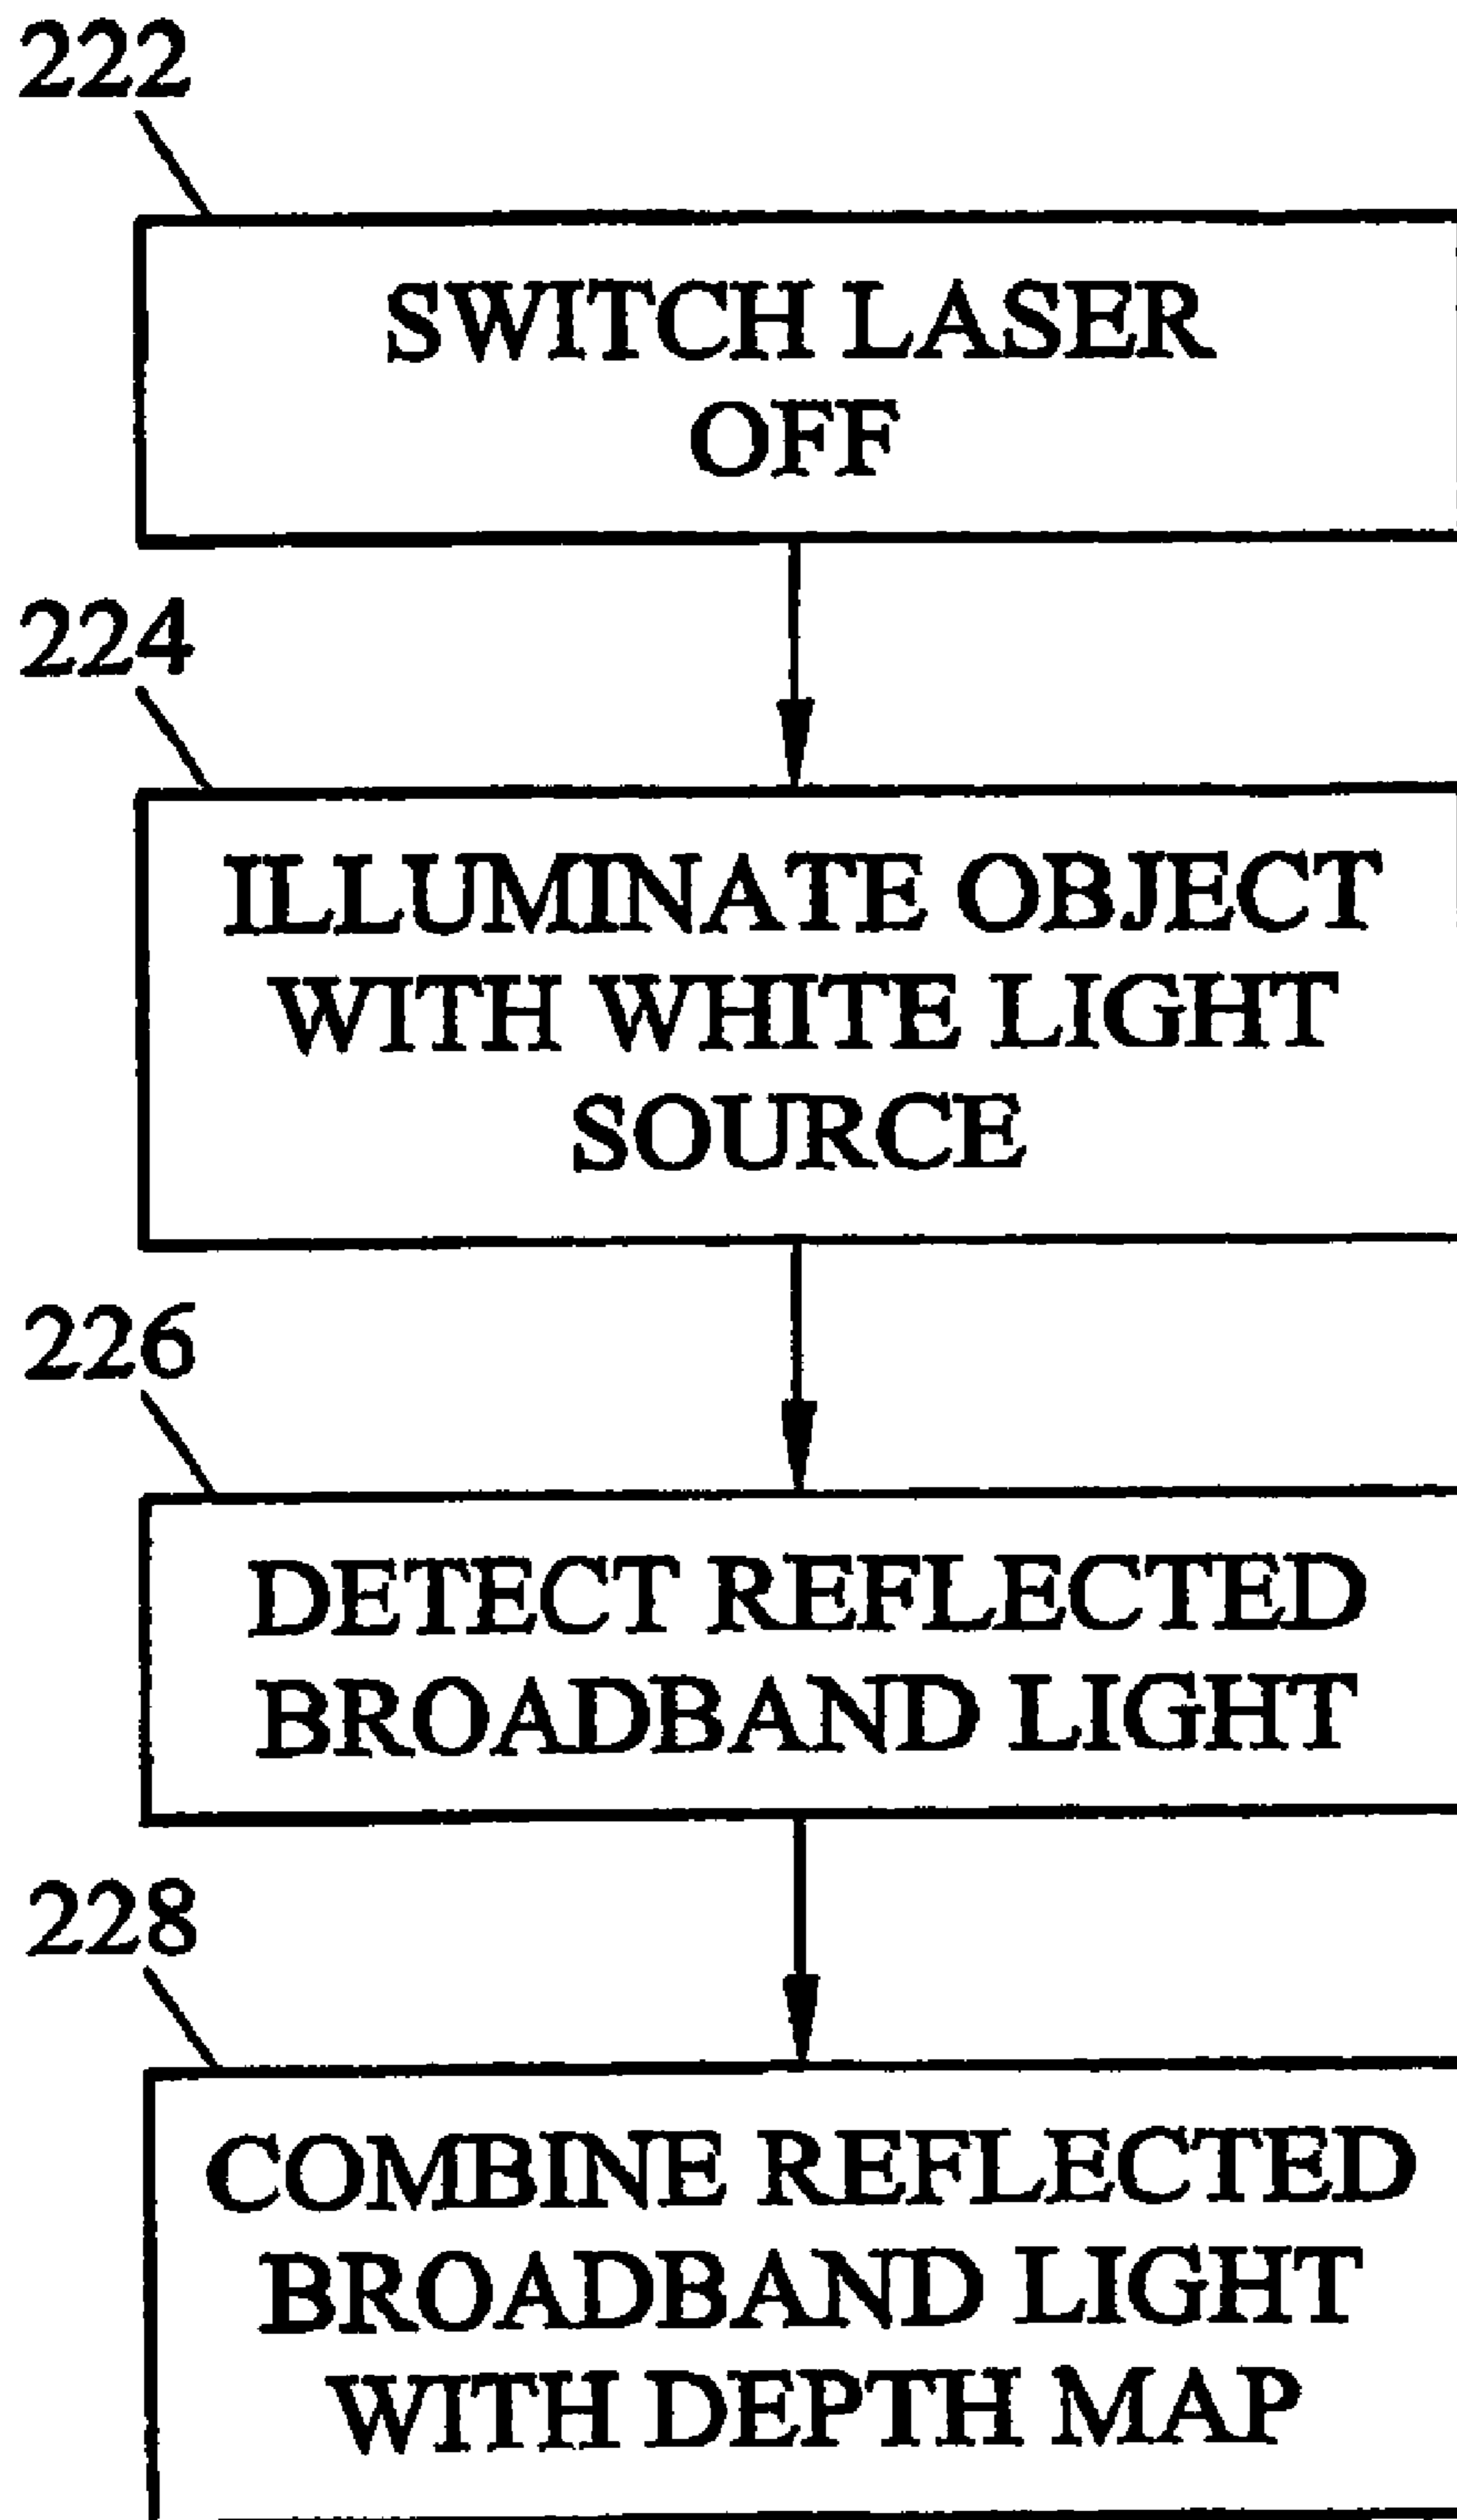 222
SWITCH LASER
OFF
224
ILLUMINATE OBJECT
WITH WHITE LIGHT
SOURCE
226
DETECT REFLECTED
BROADBAND LIGHT
228
COMBINE REFLECTED
BROADBAND LIGHT
WITH DEPTH MAP